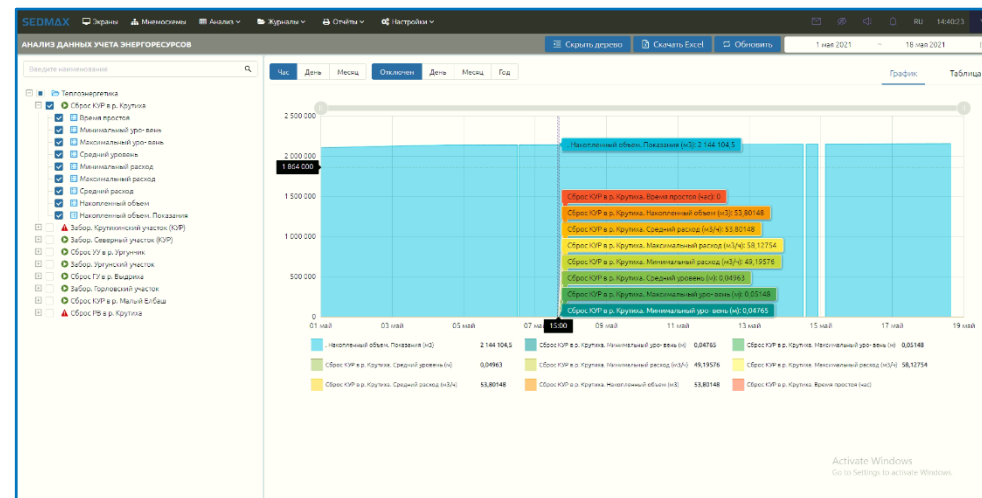 SEDMAX Экраны Мнемосхемы Анализ Журналы Отчёты Настройки RU 14:40:23
АНАЛИЗ ДАННЫХ УЧЕТА ЭНЕРГОРЕСУРСОВ Скрыть дерево Скачать Excel Обновить 1 мая 2021 – 18 мая 2021
Введите наименование
Час День Месяц Отключен День Месяц Год
График Таблица
Теплоэнергетика
Сброс КУР в р. Крутиха
Время простоя
Минимальный уро- вень
Максимальный уро- вень
Средний уровень
Минимальный расход
Максимальный расход
Средний расход
Накопленный объем
Накопленный объем. Показания
Забор. Крутихинский участок (КУР)
Забор. Северный участок (КУР)
Сброс УУ в р. Ургунчик
Забор. Ургунский участок
Сброс ГУ в р. Выдриха
Забор. Горловский участок
Сброс КУР в р. Малый Елбаш
Сброс РВ в р. Крутиха
2 500 000
2 000 000
1 864 000
1 500 000
1 000 000
500 000
0
. Накопленный объем. Показания (м3): 2 144 104,5
Сброс КУР в р. Крутиха. Время простоя (час): 0
Сброс КУР в р. Крутиха. Накопленный объем (м3): 53,80148
Сброс КУР в р. Крутиха. Средний расход (м3/ч): 53,80148
Сброс КУР в р. Крутиха. Максимальный расход (м3/ч): 58,12754
Сброс КУР в р. Крутиха. Минимальный расход (м3/ч): 49,19576
Сброс КУР в р. Крутиха. Средний уровень (м): 0,04963
Сброс КУР в р. Крутиха. Максимальный уро- вень (м): 0,05148
Сброс КУР в р. Крутиха. Минимальный уро- вень (м): 0,04765
01 май 03 май 05 май 07 май 15:00 09 май 11 май 13 май 15 май 17 май 19 май
. Накопленный объем. Показания (м3) 2 144 104,5 Сброс КУР в р. Крутиха. Минимальный уро- вень (м) 0,04765 Сброс КУР в р. Крутиха. Максимальный уро- вень (м) 0,05148
Сброс КУР в р. Крутиха. Средний уровень (м) 0,04963 Сброс КУР в р. Крутиха. Минимальный расход (м3/ч) 49,19576 Сброс КУР в р. Крутиха. Максимальный расход (м3/ч) 58,12754
Сброс КУР в р. Крутиха. Средний расход (м3/ч) 53,80148 Сброс КУР в р. Крутиха. Накопленный объем (м3) 53,80148 Сброс КУР в р. Крутиха. Время простоя (час)
Activate Windows
Go to Settings to activate Windows.